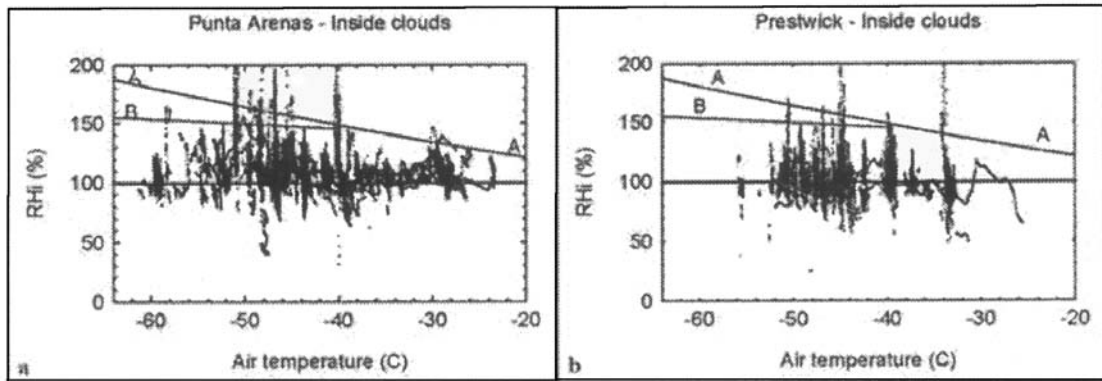 Punta Arenas - Inside clouds
200
150
100
50
0
RHi (%)
A
B
A
-60
-50
-40
-30
-20
Air temperature (C)
a
Prestwick - Inside clouds
200
150
100
50
0
RHi (%)
A
B
A
-60
-50
-40
-30
-20
Air temperature (C)
b